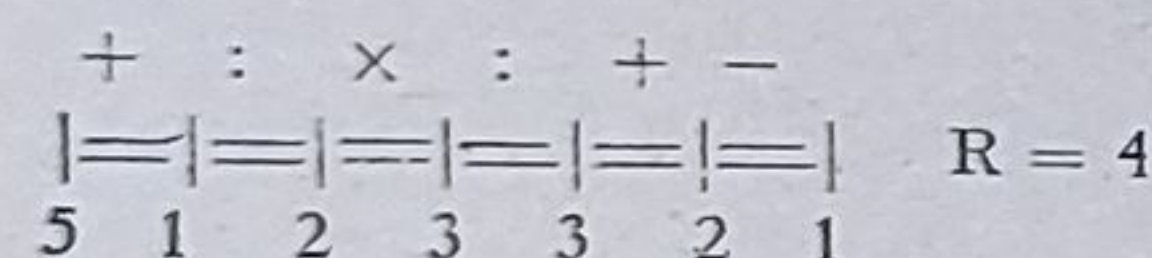 + : × : + −
|=|=|=|=|=|=| R = 4
5 1 2 3 3 2 1